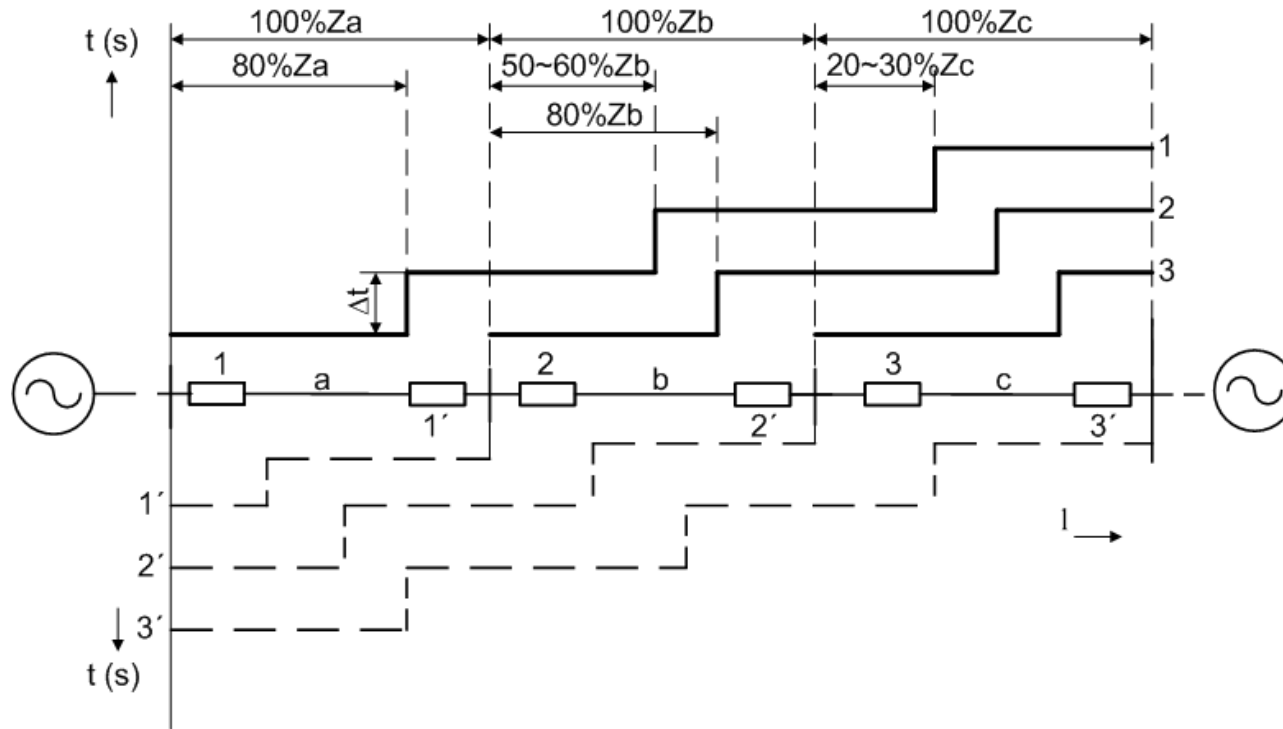 100%Za 100%Zb 100%Zc
t (s)
80%Za 50~60%Zb 20~30%Zc
80%Zb
1
2
3
Δt
1 a 2 b 3 c
1´ 2´ 3´
1´
l
2´
3´
t (s)